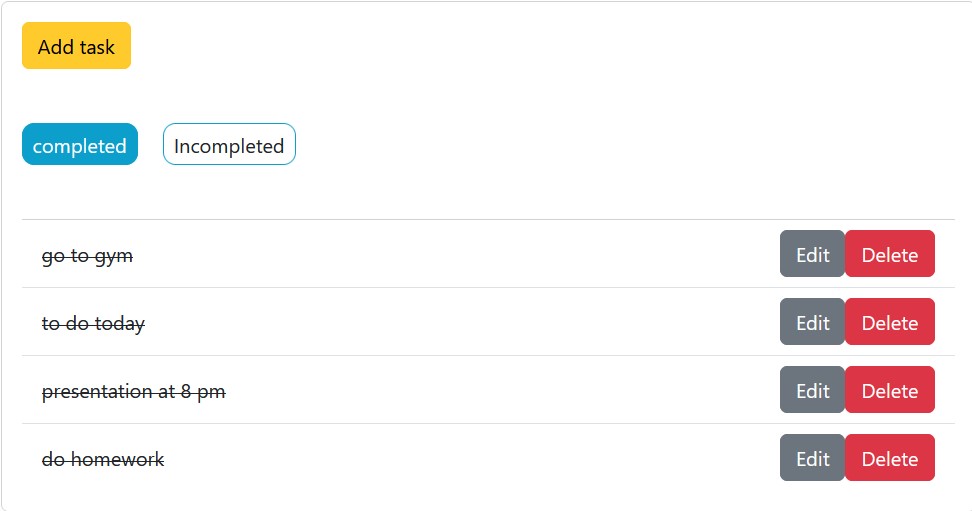 Add task
completed Incompleted
go to gym Edit Delete
to do today Edit Delete
presentation at 8 pm Edit Delete
do homework Edit Delete